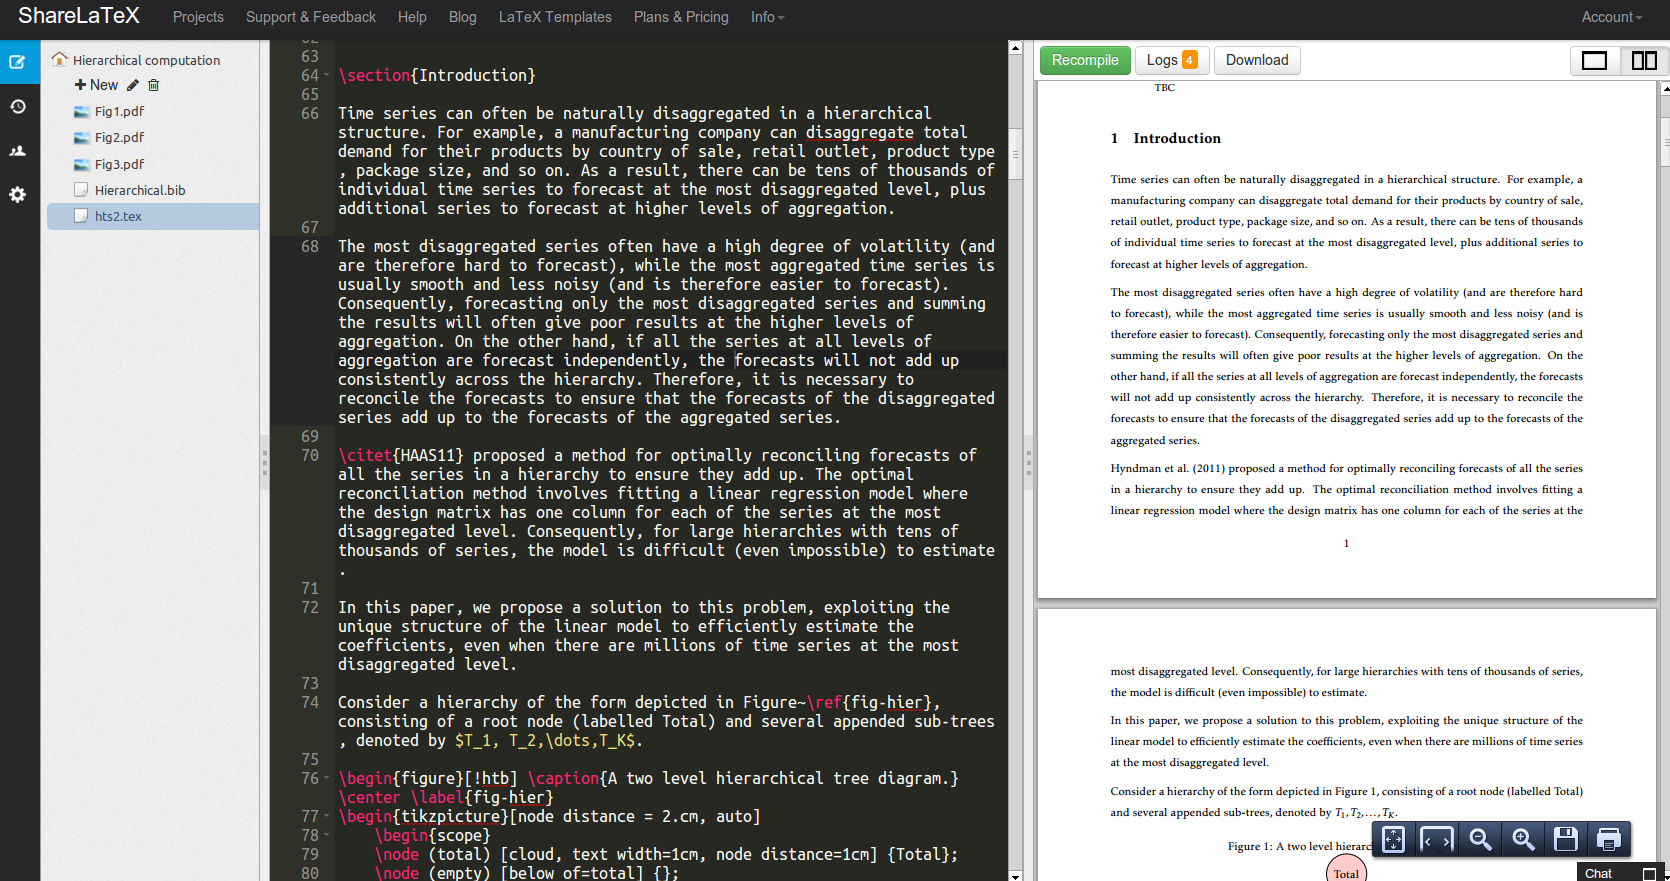 ShareLaTeX Projects Support & Feedback Help Blog LaTeX Templates Plans & Pricing Info Account
Hierarchical computation
New
Fig1.pdf
Fig2.pdf
Fig3.pdf
Hierarchical.bib
hts2.tex
62
63
64 \section{Introduction}
65
66 Time series can often be naturally disaggregated in a hierarchical
structure. For example, a manufacturing company can disaggregate total
demand for their products by country of sale, retail outlet, product type
, package size, and so on. As a result, there can be tens of thousands of
individual time series to forecast at the most disaggregated level, plus
additional series to forecast at higher levels of aggregation.
67
68 The most disaggregated series often have a high degree of volatility (and
are therefore hard to forecast), while the most aggregated time series is
usually smooth and less noisy (and is therefore easier to forecast).
Consequently, forecasting only the most disaggregated series and summing
the results will often give poor results at the higher levels of
aggregation. On the other hand, if all the series at all levels of
aggregation are forecast independently, the forecasts will not add up
consistently across the hierarchy. Therefore, it is necessary to
reconcile the forecasts to ensure that the forecasts of the disaggregated
series add up to the forecasts of the aggregated series.
69
70 \citet{HAAS11} proposed a method for optimally reconciling forecasts of
all the series in a hierarchy to ensure they add up. The optimal
reconciliation method involves fitting a linear regression model where
the design matrix has one column for each of the series at the most
disaggregated level. Consequently, for large hierarchies with tens of
thousands of series, the model is difficult (even impossible) to estimate
.
71
72 In this paper, we propose a solution to this problem, exploiting the
unique structure of the linear model to efficiently estimate the
coefficients, even when there are millions of time series at the most
disaggregated level.
73
74 Consider a hierarchy of the form depicted in Figure~\ref{fig-hier},
consisting of a root node (labelled Total) and several appended sub-trees
, denoted by $T_1, T_2,\dots,T_K$.
75
76 \begin{figure}[!htb] \caption{A two level hierarchical tree diagram.}
\center \label{fig-hier}
77 \begin{tikzpicture}[node distance = 2.cm, auto]
78 \begin{scope}
79 \node (total) [cloud, text width=1cm, node distance=1cm] {Total};
80 \node (empty) [below of=total] {};
Recompile Logs 4 Download
TBC
1 Introduction
Time series can often be naturally disaggregated in a hierarchical structure. For example, a
manufacturing company can disaggregate total demand for their products by country of sale,
retail outlet, product type, package size, and so on. As a result, there can be tens of thousands
of individual time series to forecast at the most disaggregated level, plus additional series to
forecast at higher levels of aggregation.
The most disaggregated series often have a high degree of volatility (and are therefore hard
to forecast), while the most aggregated time series is usually smooth and less noisy (and is
therefore easier to forecast). Consequently, forecasting only the most disaggregated series and
summing the results will often give poor results at the higher levels of aggregation. On the
other hand, if all the series at all levels of aggregation are forecast independently, the forecasts
will not add up consistently across the hierarchy. Therefore, it is necessary to reconcile the
forecasts to ensure that the forecasts of the disaggregated series add up to the forecasts of the
aggregated series.
Hyndman et al. (2011) proposed a method for optimally reconciling forecasts of all the series
in a hierarchy to ensure they add up. The optimal reconciliation method involves fitting a
linear regression model where the design matrix has one column for each of the series at the
1
most disaggregated level. Consequently, for large hierarchies with tens of thousands of series,
the model is difficult (even impossible) to estimate.
In this paper, we propose a solution to this problem, exploiting the unique structure of the
linear model to efficiently estimate the coefficients, even when there are millions of time series
at the most disaggregated level.
Consider a hierarchy of the form depicted in Figure 1, consisting of a root node (labelled Total)
and several appended sub-trees, denoted by T1, T2,...,TK.
Figure 1: A two level hierarc
Total
Chat